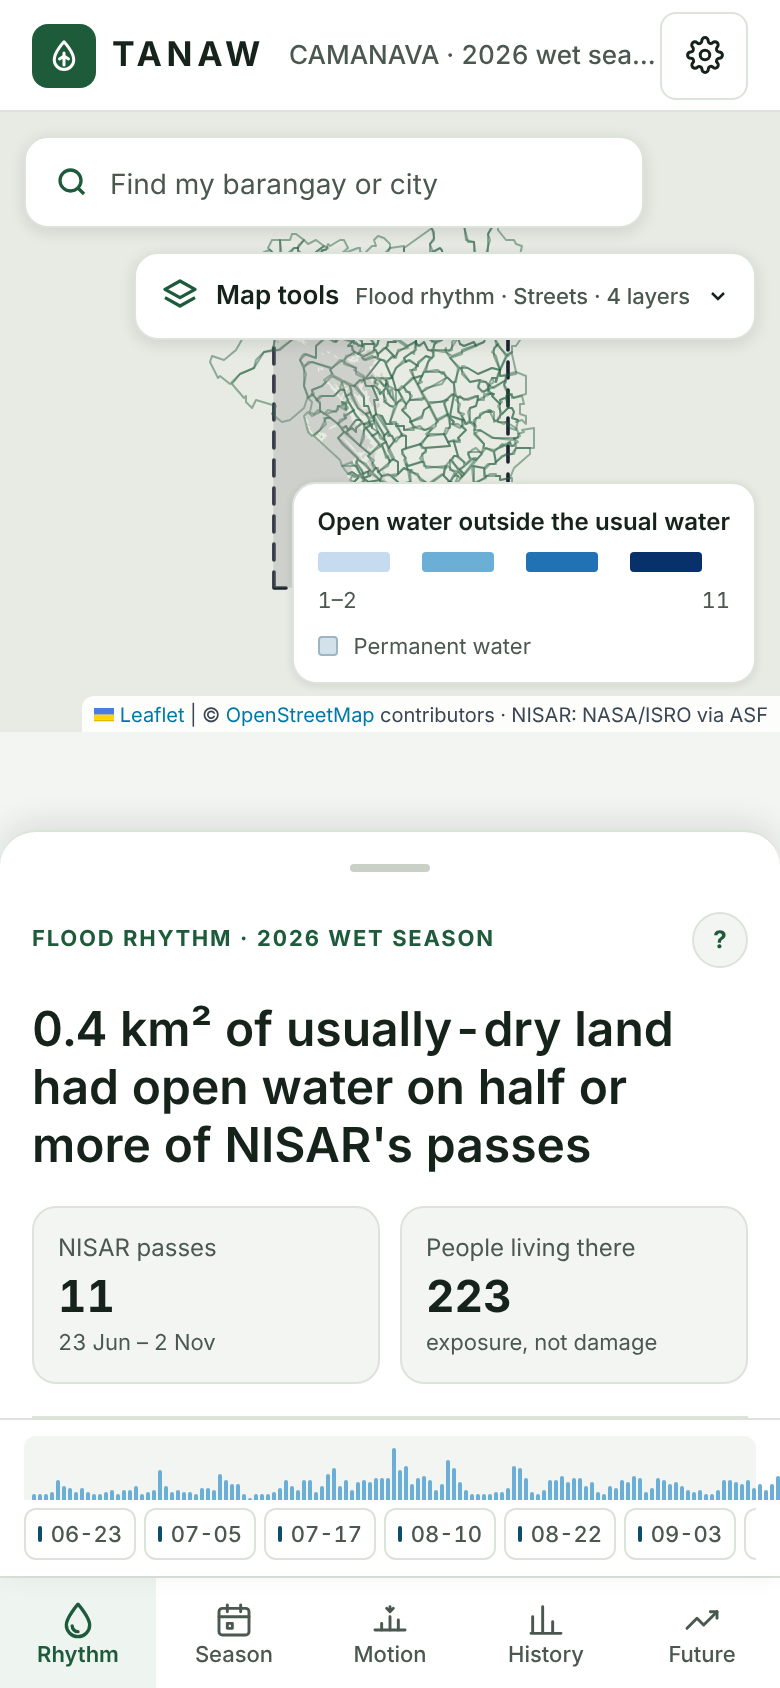 TANAW
CAMANAVA · 2026 wet sea...
Find my barangay or city
Map tools Flood rhythm · Streets · 4 layers
Open water outside the usual water
1–2 11
Permanent water
Leaflet | © OpenStreetMap contributors · NISAR: NASA/ISRO via ASF
FLOOD RHYTHM · 2026 WET SEASON
?
0.4 km² of usually-dry land
had open water on half or
more of NISAR's passes
NISAR passes
11
23 Jun – 2 Nov
People living there
223
exposure, not damage
06-23 07-05 07-17 08-10 08-22 09-03
Rhythm Season Motion History Future